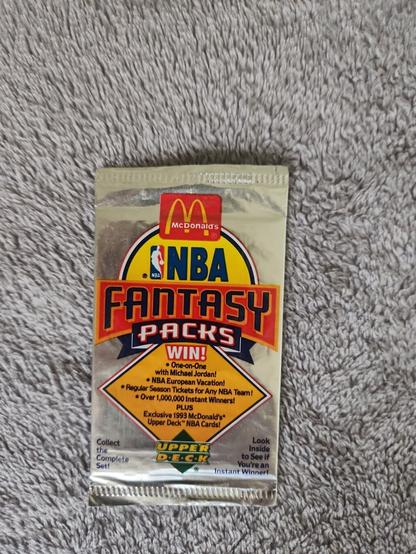 McDonald's
NBA
FANTASY
PACKS
WIN!
• One-on-One
with Michael Jordan!
• NBA European Vacation!
• Regular Season Tickets for Any NBA Team!
• Over 1,000,000 Instant Winners!
PLUS
Exclusive 1993 McDonald's®
Upper Deck™ NBA Cards!
Collect
the
Complete
Set!
UPPER
D·E·C·K
Look
Inside
to See if
You're an
Instant Winner!